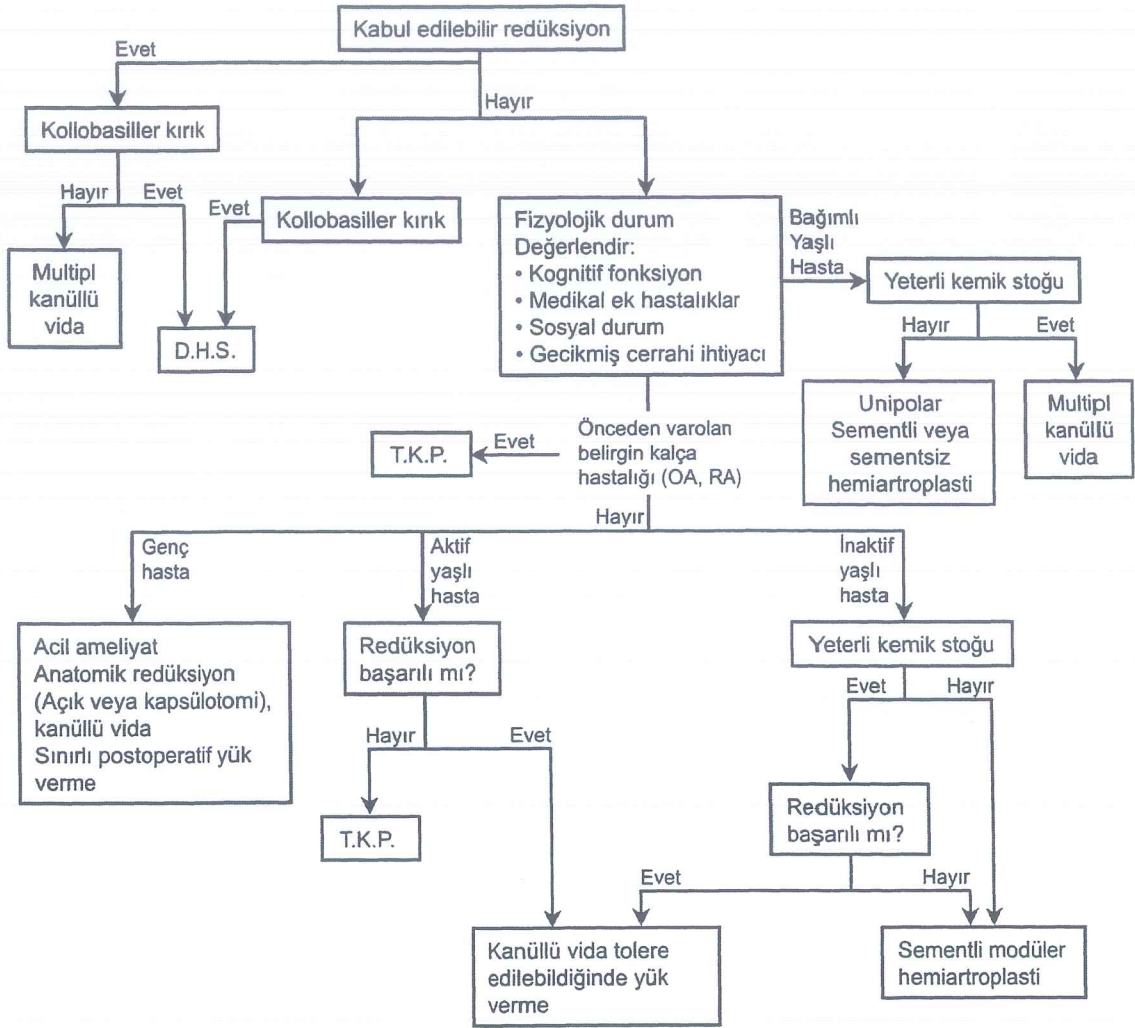 Kabul edilebilir redüksiyon
Evet
Hayır
Kollobasiller kırık
Hayır
Evet
Multipl
kanüllü
vida
D.H.S.
Evet
Kollobasiller kırık
Fizyolojik durum
Değerlendir:
• Kognitif fonksiyon
• Medikal ek hastalıklar
• Sosyal durum
• Gecikmiş cerrahi ihtiyacı
Bağımlı
Yaşlı
Hasta
Yeterli kemik stoğu
Hayır
Evet
Unipolar
Sementli veya
sementsiz
hemiartroplasti
Multipl
kanüllü
vida
T.K.P.
Evet
Önceden varolan
belirgin kalça
hastalığı (OA, RA)
Hayır
Genç
hasta
Aktif
yaşlı
hasta
İnaktif
yaşlı
hasta
Acil ameliyat
Anatomik redüksiyon
(Açık veya kapsülotomi),
kanüllü vida
Sınırlı postoperatif yük
verme
Redüksiyon
başarılı mı?
Hayır
Evet
T.K.P.
Yeterli kemik stoğu
Evet
Hayır
Redüksiyon
başarılı mı?
Evet
Hayır
Kanüllü vida tolere
edilebildiğinde yük
verme
Sementli modüler
hemiartroplasti